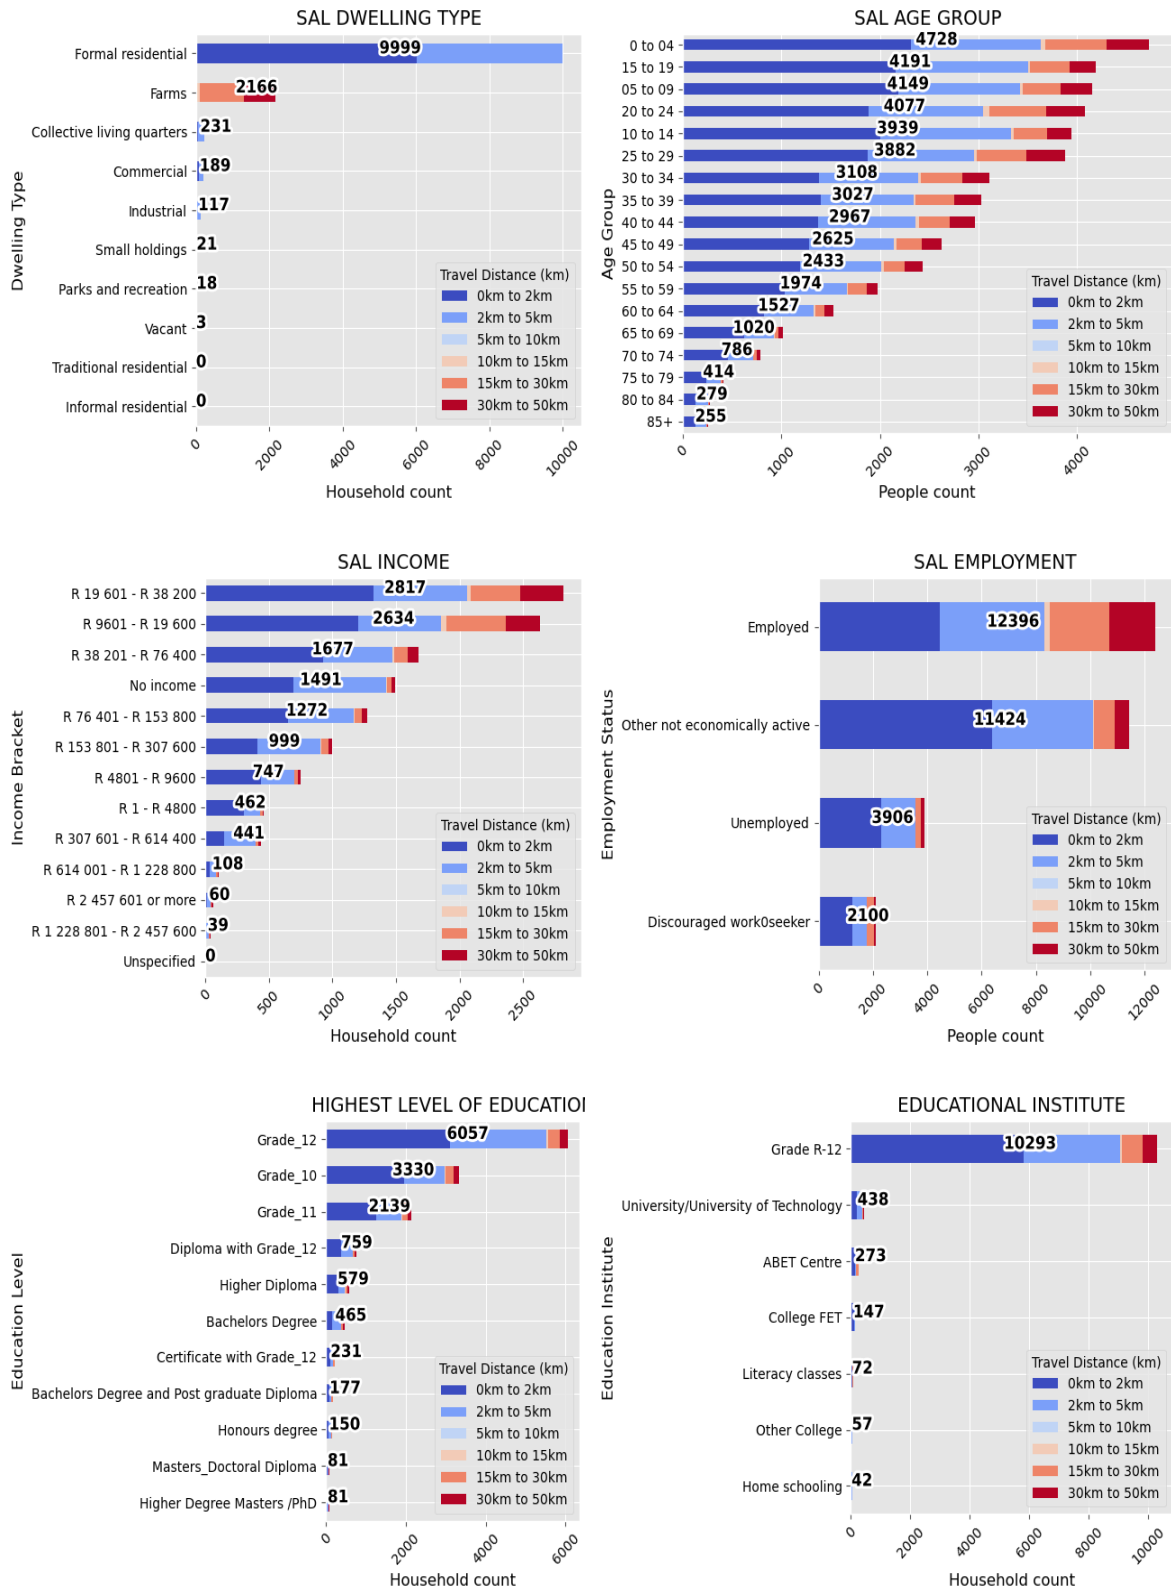 SAL DWELLING TYPE
Dwelling Type
Formal residential
9999
Farms
2166
Collective living quarters
231
Commercial
189
Industrial
117
Small holdings
21
Parks and recreation
18
Vacant
3
Traditional residential
0
Informal residential
0
Travel Distance (km)
0km to 2km
2km to 5km
5km to 10km
10km to 15km
15km to 30km
30km to 50km
0 2000 4000 6000 8000 10000
Household count
SAL AGE GROUP
Age Group
0 to 04
4728
15 to 19
4191
05 to 09
4149
20 to 24
4077
10 to 14
3939
25 to 29
3882
30 to 34
3108
35 to 39
3027
40 to 44
2967
45 to 49
2625
50 to 54
2433
55 to 59
1974
60 to 64
1527
65 to 69
1020
70 to 74
786
75 to 79
414
80 to 84
279
85+
255
Travel Distance (km)
0km to 2km
2km to 5km
5km to 10km
10km to 15km
15km to 30km
30km to 50km
0 1000 2000 3000 4000
People count
SAL INCOME
Income Bracket
R 19 601 - R 38 200
2817
R 9601 - R 19 600
2634
R 38 201 - R 76 400
1677
No income
1491
R 76 401 - R 153 800
1272
R 153 801 - R 307 600
999
R 4801 - R 9600
747
R 1 - R 4800
462
R 307 601 - R 614 400
441
R 614 001 - R 1 228 800
108
R 2 457 601 or more
60
R 1 228 801 - R 2 457 600
39
Unspecified
0
Travel Distance (km)
0km to 2km
2km to 5km
5km to 10km
10km to 15km
15km to 30km
30km to 50km
0 500 1000 1500 2000 2500
Household count
SAL EMPLOYMENT
Employment Status
Employed
12396
Other not economically active
11424
Unemployed
3906
Discouraged work0seeker
2100
Travel Distance (km)
0km to 2km
2km to 5km
5km to 10km
10km to 15km
15km to 30km
30km to 50km
0 2000 4000 6000 8000 10000 12000
People count
HIGHEST LEVEL OF EDUCATION
Education Level
Grade_12
6057
Grade_10
3330
Grade_11
2139
Diploma with Grade_12
759
Higher Diploma
579
Bachelors Degree
465
Certificate with Grade_12
231
Bachelors Degree and Post graduate Diploma
177
Honours degree
150
Masters_Doctoral Diploma
81
Higher Degree Masters /PhD
81
Travel Distance (km)
0km to 2km
2km to 5km
5km to 10km
10km to 15km
15km to 30km
30km to 50km
0 2000 4000 6000
Household count
EDUCATIONAL INSTITUTE
Education Institute
Grade R-12
10293
University/University of Technology
438
ABET Centre
273
College FET
147
Literacy classes
72
Other College
57
Home schooling
42
Travel Distance (km)
0km to 2km
2km to 5km
5km to 10km
10km to 15km
15km to 30km
30km to 50km
0 2000 4000 6000 8000 10000
Household count